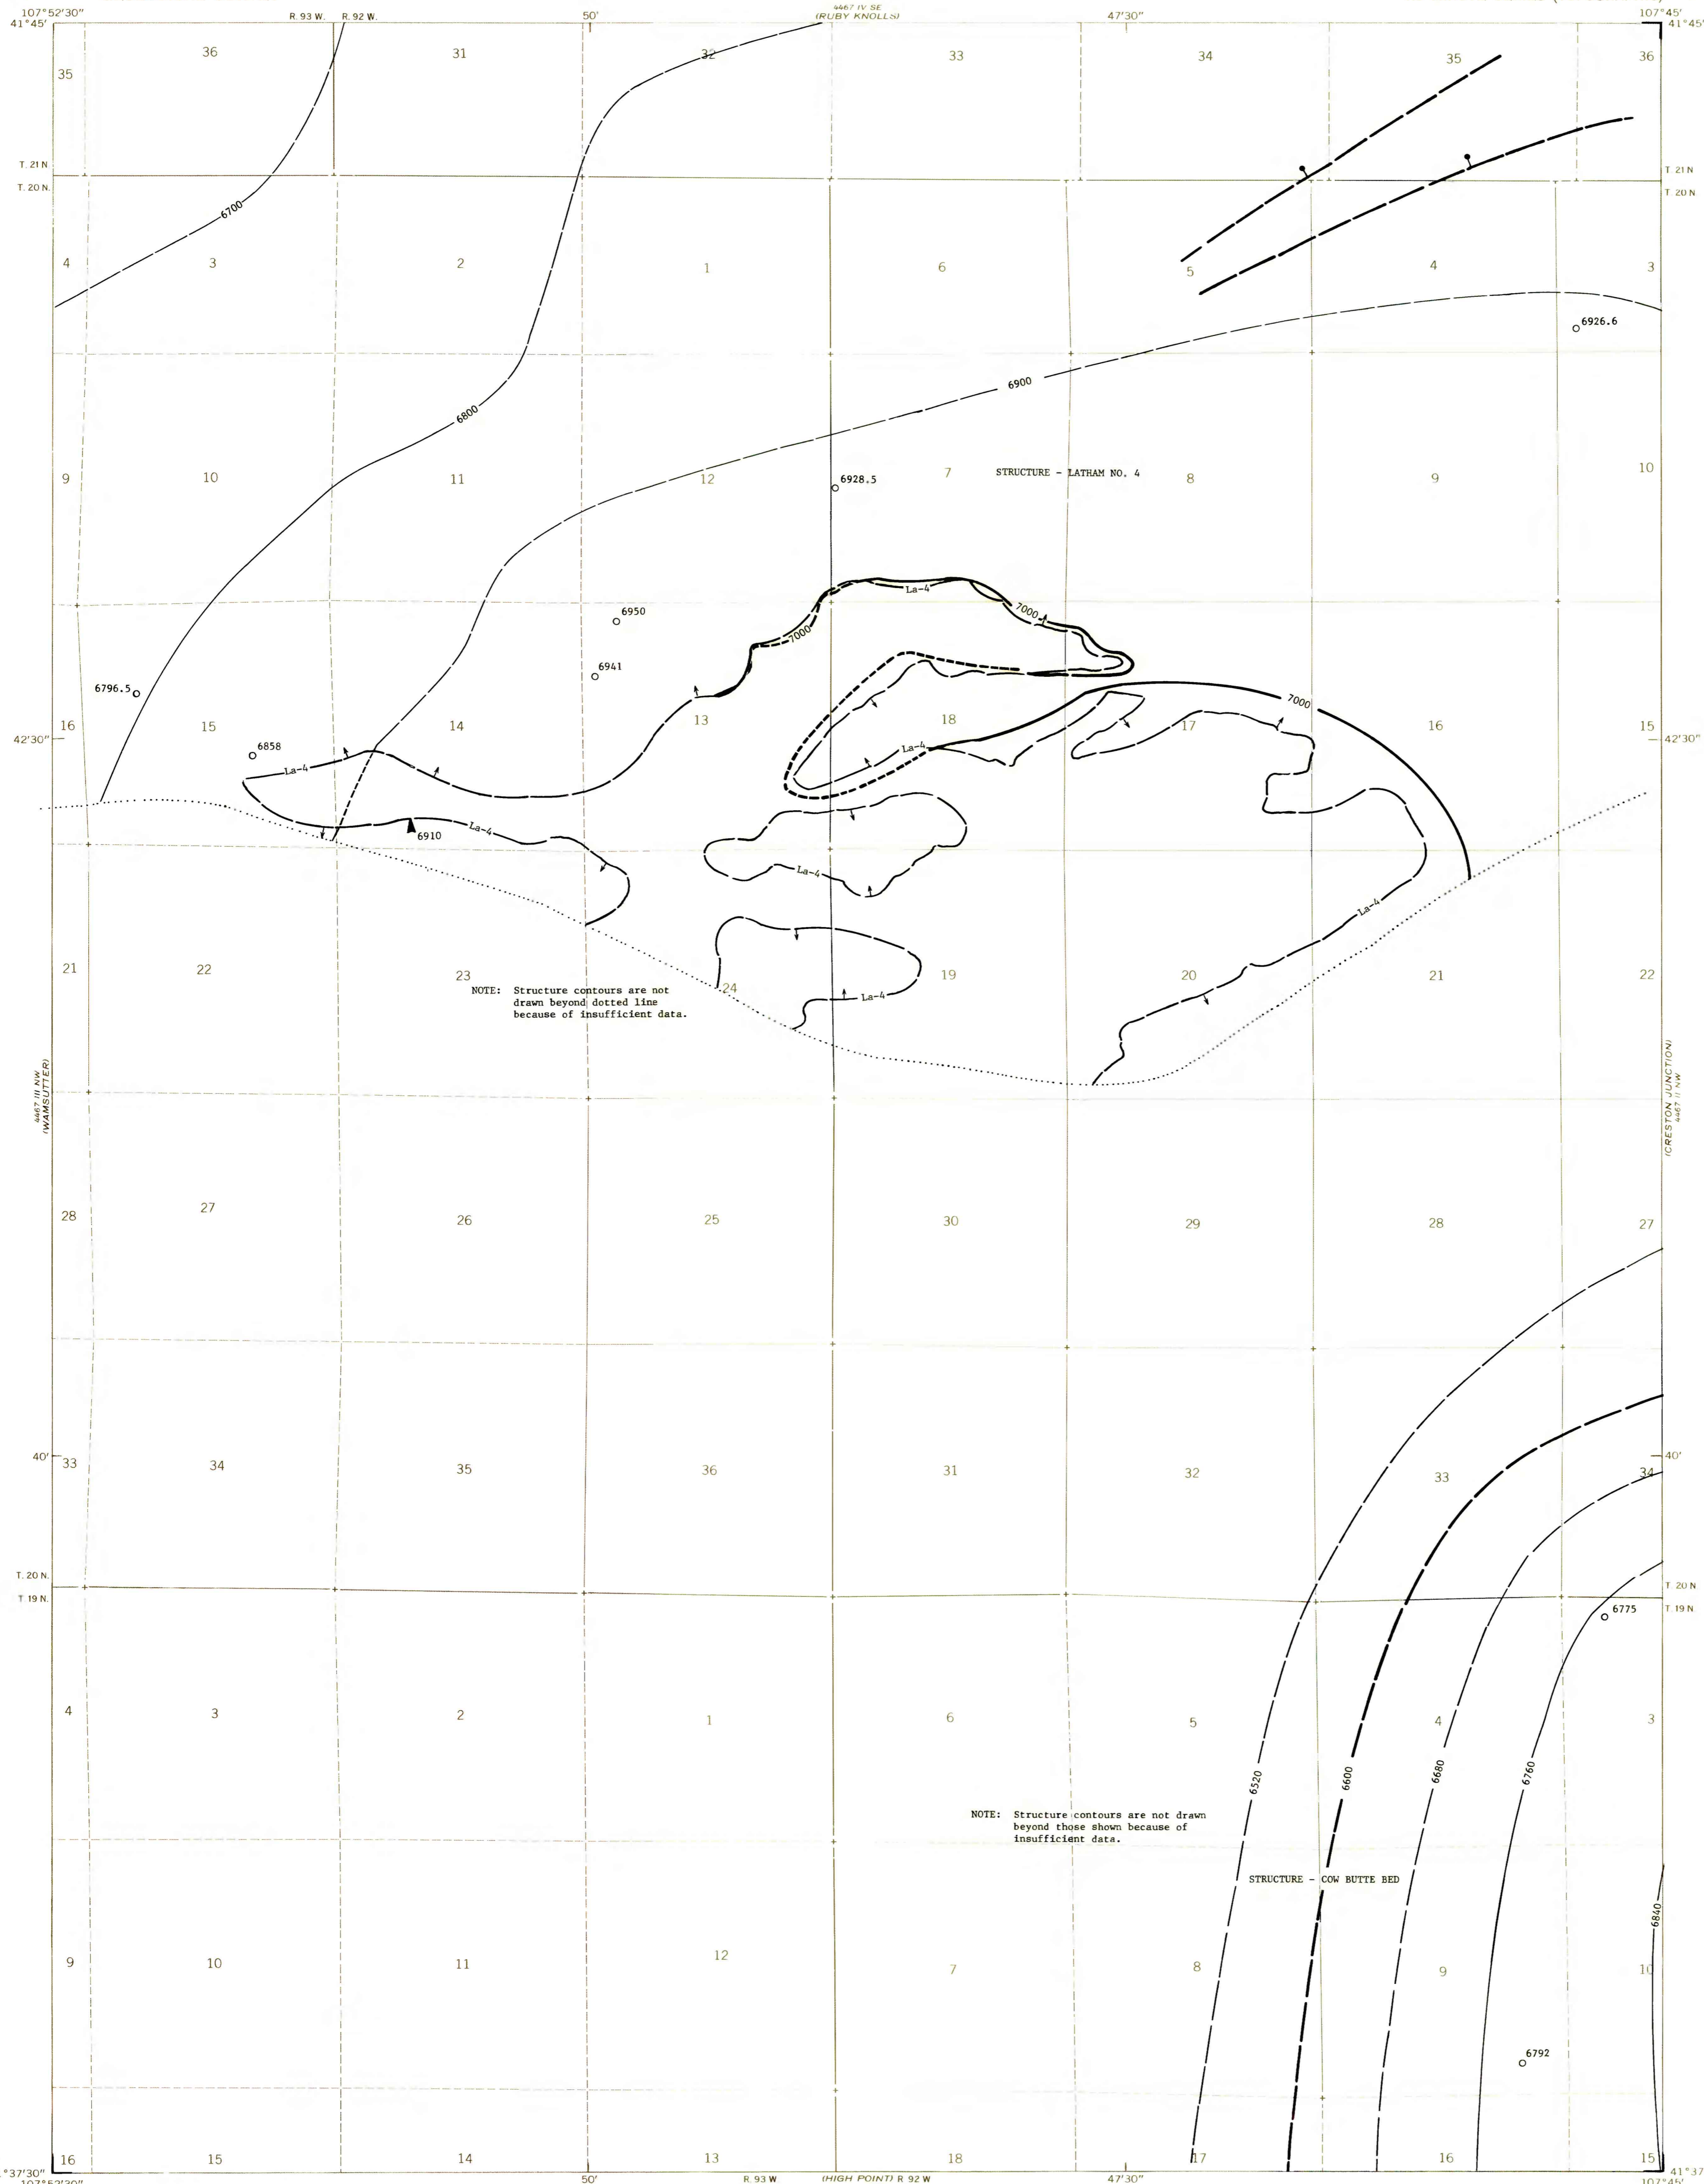 4467 IV SE
(RUBY KNOLLS)
107°52'30" R. 93 W. R. 92 W. 50' 47'30" 107°45'
41°45' 41°45'
35 36 31 32 33 34 35 36
T. 21 N. T. 21 N.
T. 20 N. T. 20 N.
6700
4 3 2 1 6 5 4 3
6926.6
6900
6800
9 10 11 12 7 STRUCTURE - LATHAM NO. 4 8 9 10
6928.5
La-4
6950
7000
7000
6941
6796.5
7000
16 15 14 13 18 17 16 15
42'30" 42'30"
6858
La-4
La-4
La-4
6910
La-4
La-4
21 22 23 24 19 20 21 22
NOTE: Structure contours are not
drawn beyond dotted line
because of insufficient data.
La-4
4467 III NW
(WAMSUTTER)
(CRESTON JUNCTION)
4467 II NW
28 27 26 25 30 29 28 27
40' 40'
33 34 35 36 31 32 33 34
T. 20 N. T. 20 N.
T. 19 N. T. 19 N.
6775
4 3 2 1 6 5 4 3
6520 6600 6680 6760
NOTE: Structure contours are not drawn
beyond those shown because of
insufficient data.
STRUCTURE - COW BUTTE BED
6840
9 10 11 12 7 8 9 10
6792
16 15 14 13 18 17 16 15
°37'30" 50' R. 93 W. (HIGH POINT) R. 92 W. 47'30" 41°37'